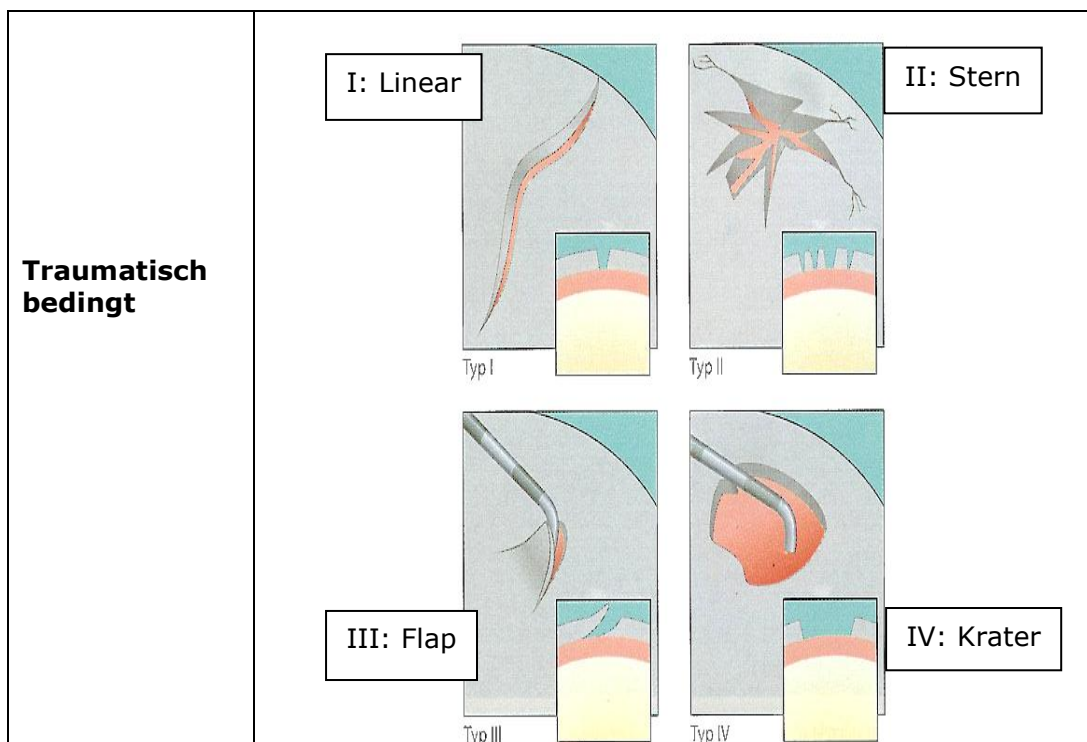 Traumatisch
bedingt
I: Linear
II: Stern
Typ I
Typ II
III: Flap
IV: Krater
Typ III
Typ IV